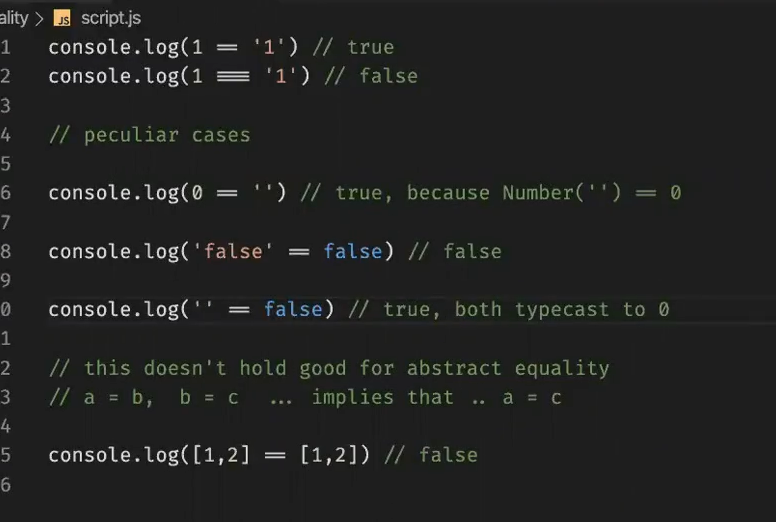 ality > JS script.js
1 console.log(1 == '1') // true
2 console.log(1 === '1') // false
3
4 // peculiar cases
5
6 console.log(0 == '') // true, because Number('') == 0
7
8 console.log('false' == false) // false
9
0 console.log('' == false) // true, both typecast to 0
1
2 // this doesn't hold good for abstract equality
3 // a = b,  b = c  ... implies that .. a = c
4
5 console.log([1,2] == [1,2]) // false
6